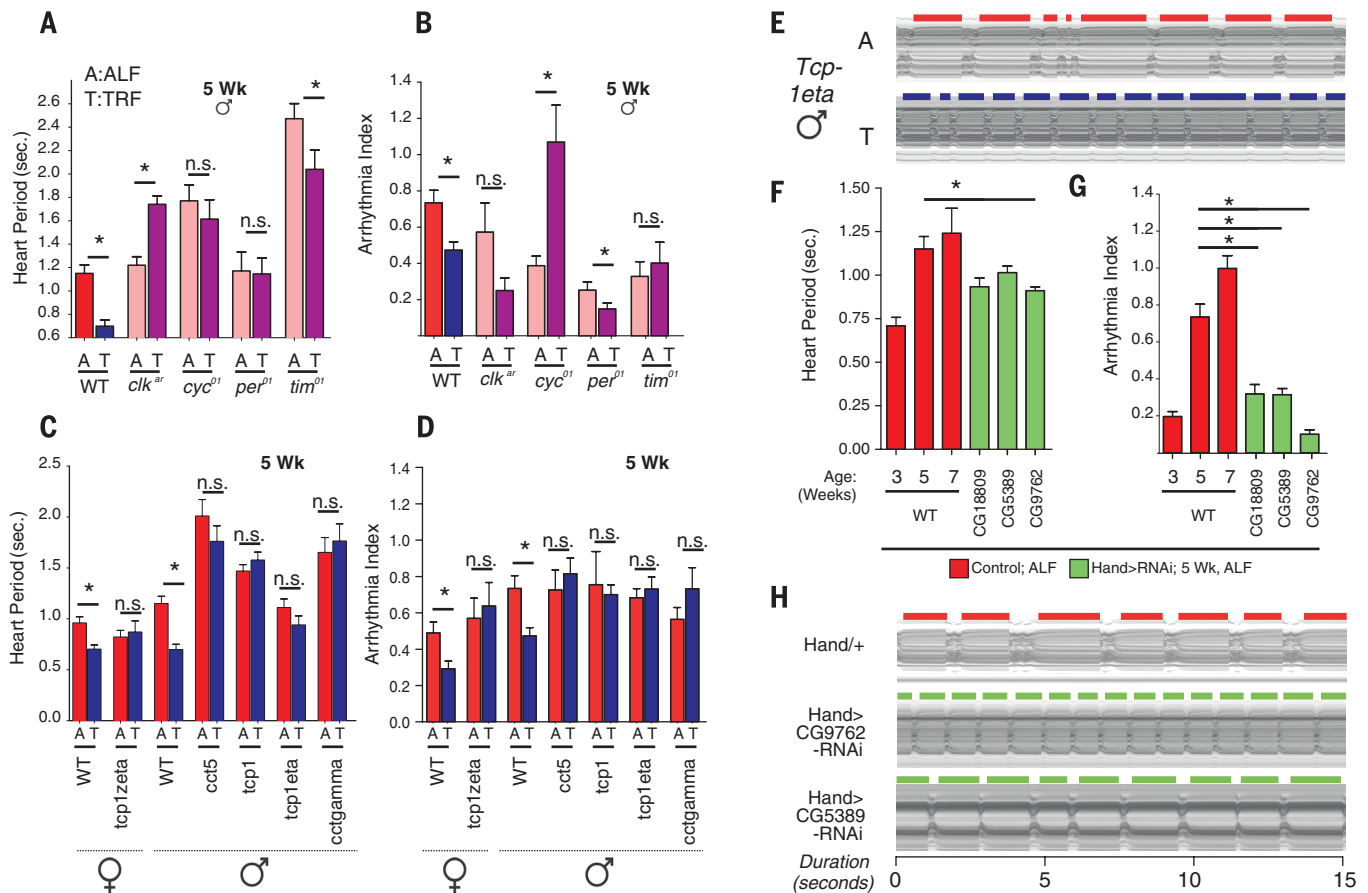 A
A:ALF
T:TRF
5 Wk
♂
Heart Period (sec.)
2.6
2.4
2.2
2.0
1.8
1.6
1.4
1.2
1.0
0.8
0.6
*
*
n.s.
n.s.
*
A T A T A T A T A T
WT clk^ar cyc^01 per^01 tim^01
B
5 Wk
♂
Arrhythmia Index
1.4
1.2
1.0
0.8
0.6
0.4
0.2
*
n.s.
*
*
n.s.
A T A T A T A T A T
WT clk^ar cyc^01 per^01 tim^01
C
5 Wk
Heart Period (sec.)
2.5
2.0
1.5
1.0
0.5
0.0
*
n.s.
*
n.s.
n.s.
n.s.
n.s.
A T A T A T A T A T A T A T
WT
tcp1zeta
WT
cct5
tcp1
tcp1eta
cctgamma
♀ ♂
D
5 Wk
Arrhythmia Index
1.4
1.2
1.0
0.8
0.6
0.4
0.2
0.0
*
n.s.
*
n.s.
n.s.
n.s.
n.s.
A T A T A T A T A T A T A T
WT
tcp1zeta
WT
cct5
tcp1
tcp1eta
cctgamma
♀ ♂
E
Tcp-
1eta
♂
A
T
F
Heart Period (sec.)
1.50
1.25
1.00
0.75
0.50
0.25
0.00
*
Age:
(Weeks)
3 5 7
WT
CG18809
CG5389
CG9762
G
Arrhythmia Index
1.4
1.2
1.0
0.8
0.6
0.4
0.2
*
*
*
3 5 7
WT
CG18809
CG5389
CG9762
Control; ALF
Hand>RNAi; 5 Wk, ALF
H
Hand/+
Hand>
CG9762
-RNAi
Hand>
CG5389
-RNAi
Duration
(seconds)
0 5 10 15